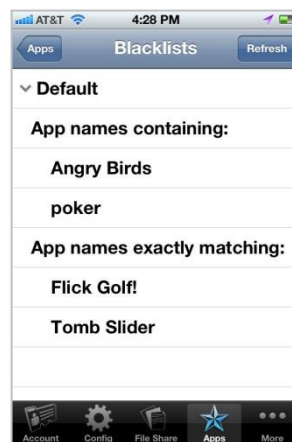 AT&T 4:28 PM
Apps Blacklists Refresh
Default
App names containing:
Angry Birds
poker
App names exactly matching:
Flick Golf!
Tomb Slider
Account Config File Share Apps More